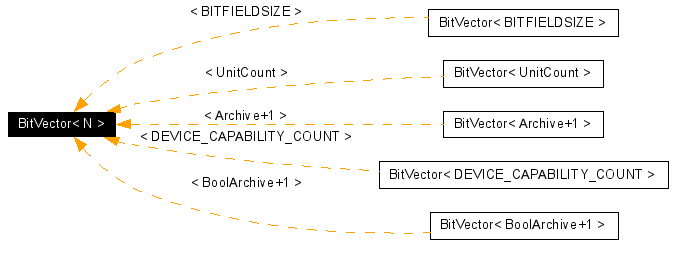 < BITFIELDSIZE >
BitVector< BITFIELDSIZE >
< UnitCount >
BitVector< UnitCount >
< Archive+1 >
BitVector< N >
BitVector< Archive+1 >
< DEVICE_CAPABILITY_COUNT >
BitVector< DEVICE_CAPABILITY_COUNT >
< BoolArchive+1 >
BitVector< BoolArchive+1 >